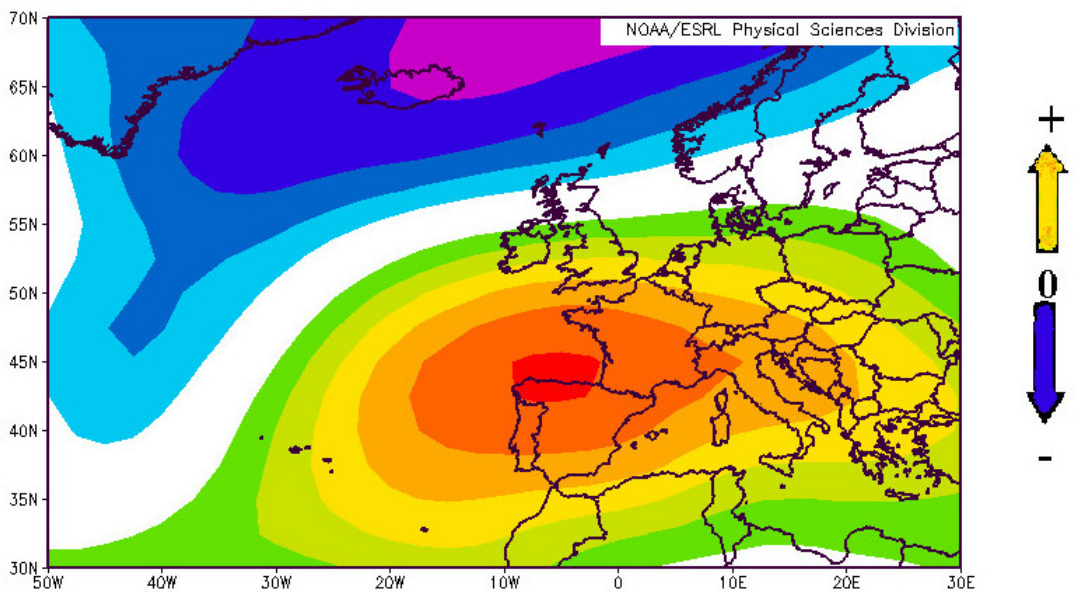 70N
NOAA/ESRL Physical Sciences Division
65N
60N
55N
50N
45N
40N
35N
30N
50W 40W 30W 20W 10W 0 10E 20E 30E
+
0
-